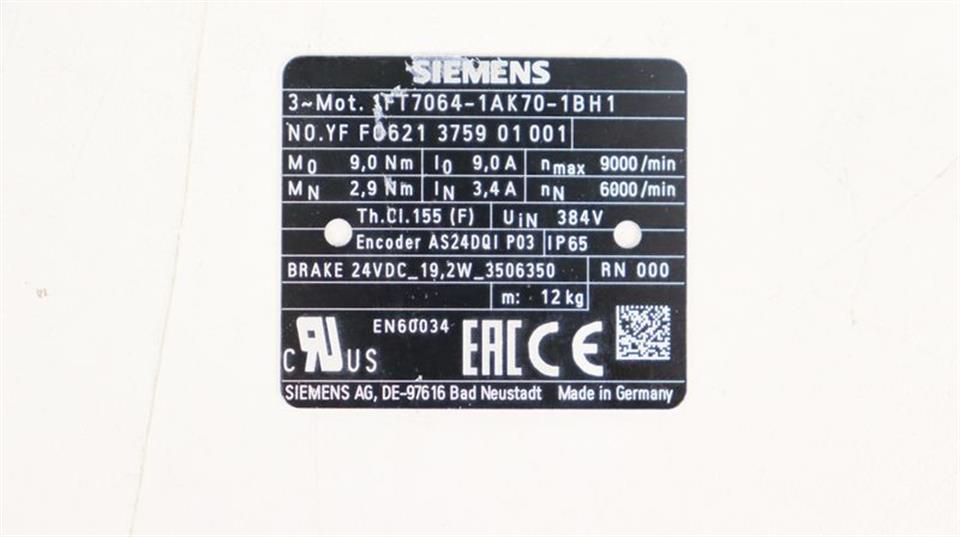 SIEMENS
3~Mot. 1FT7064-1AK70-1BH1
NO.YF F0621 3759 01 001
M0 9,0 Nm I0 9,0 A nmax 9000/min
MN 2,9 Nm IN 3,4 A nN 6000/min
Th.Cl.155 (F) UiN 384V
Encoder AS24DQI P03 IP65
BRAKE 24VDC_19,2W_3506350 RN 000
m: 12 kg
EN60034
C RU US EAC CE
SIEMENS AG, DE-97616 Bad Neustadt Made in Germany